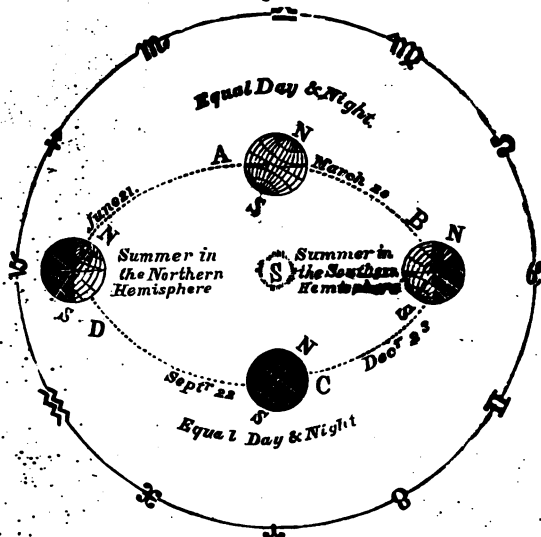 ♎
♏ ♍
Equal Day & Night.
♐ ♌
A N
March 20
S
June 21.
B
N N
Summer in
the Northern
Hemisphere
S
Summer in
the Southern
Hemisphere
♑ ♋
S S
D
Decr 23
N
Septr 22
C
S
Equal Day & Night
♒ ♊
♓ ♉
♈